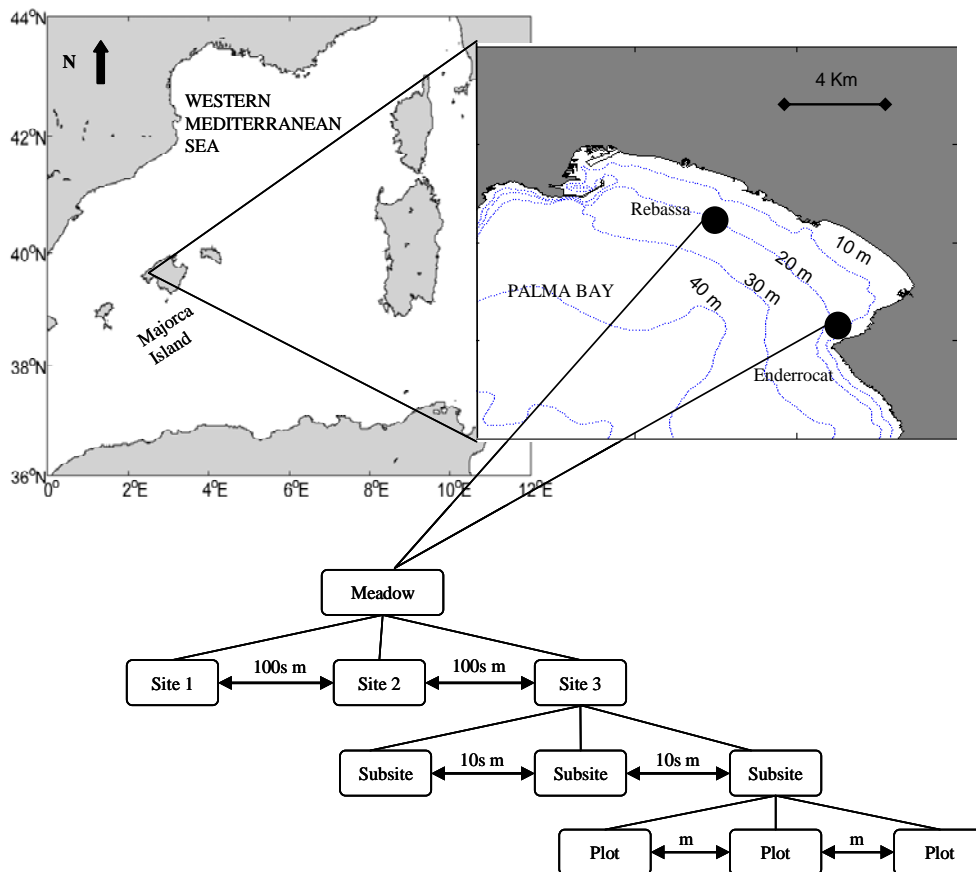 44°N
N
WESTERN
MEDITERRANEAN
SEA
42°N
40°N
Majorca
Island
38°N
36°N
0°
2°E
4°E
6°E
8°E
10°E
12°E
4 Km
Rebassa
10 m
20 m
30 m
40 m
PALMA BAY
Enderrocat
Meadow
Site 1
100s m
Site 2
100s m
Site 3
Subsite
10s m
Subsite
10s m
Subsite
Plot
m
Plot
m
Plot